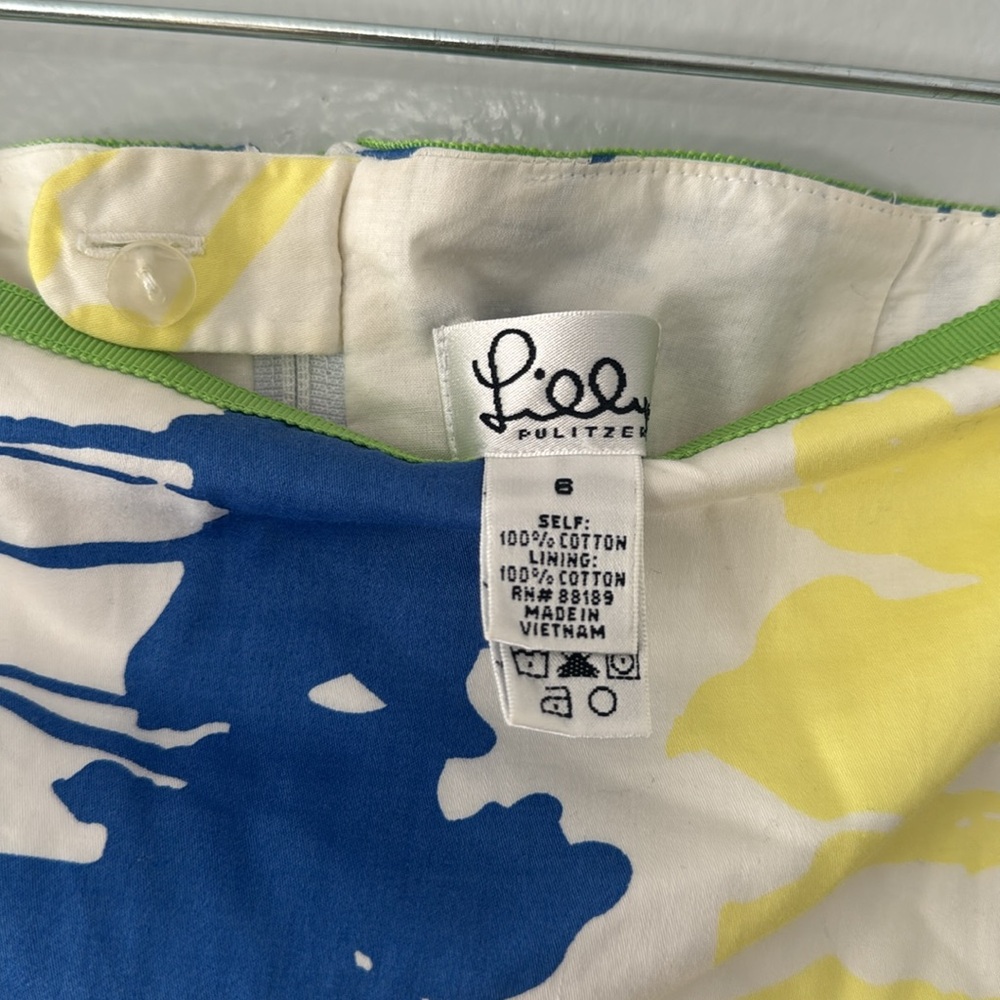 Lilly
PULITZER
6
SELF:
100% COTTON
LINING:
100% COTTON
RN# 88189
MADE IN
VIETNAM